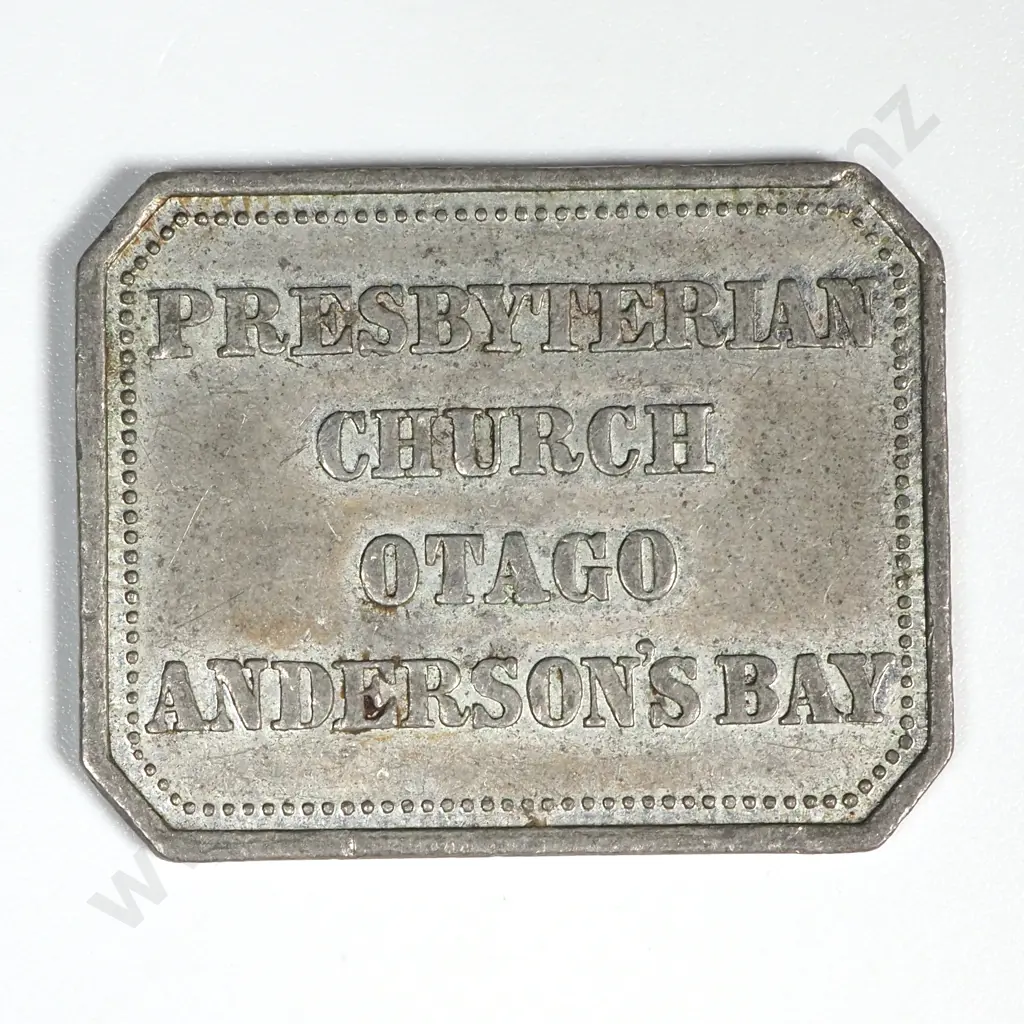 PRESBYTERIAN
CHURCH
OTAGO
ANDERSON'S BAY